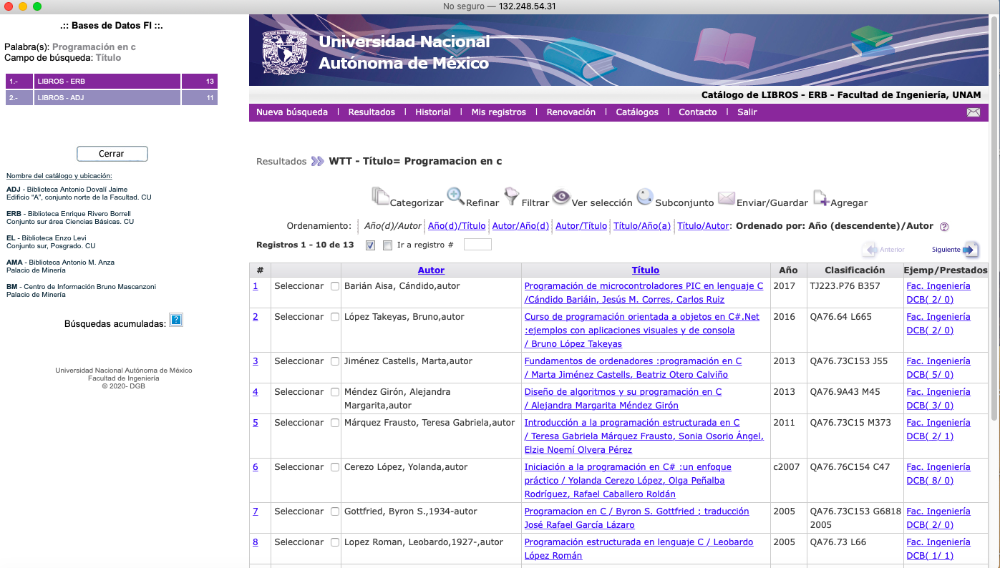 No seguro — 132.248.54.31
.:: Bases de Datos FI ::.
Palabra(s): Programación en c
Campo de búsqueda: Título
1.- LIBROS - ERB 13
2.- LIBROS - ADJ 11
Cerrar
Nombre del catálogo y ubicación:
ADJ - Biblioteca Antonio Dovalí Jaime
Edificio "A", conjunto norte de la Facultad. CU
ERB - Biblioteca Enrique Rivero Borrell
Conjunto sur área Ciencias Básicas. CU
EL - Biblioteca Enzo Levi
Conjunto sur, Posgrado. CU
AMA - Biblioteca Antonio M. Anza
Palacio de Minería
BM - Centro de Información Bruno Mascanzoni
Palacio de Minería
Búsquedas acumuladas: ?
Universidad Nacional Autónoma de México
Facultad de Ingeniería
© 2020- DGB
Universidad Nacional
Autónoma de México
Catálogo de LIBROS - ERB - Facultad de Ingeniería, UNAM
Nueva búsqueda | Resultados | Historial | Mis registros | Renovación | Catálogos | Contacto | Salir
Resultados WTT - Título= Programacion en c
Categorizar Refinar Filtrar Ver selección Subconjunto Enviar/Guardar Agregar
Ordenamiento: Año(d)/Autor Año(d)/Título Autor/Año(d) Autor/Título Título/Año(a) Título/Autor: Ordenado por: Año (descendente)/Autor ?
Registros 1 - 10 de 13 Ir a registro #
Anterior Siguiente
# Autor Título Año Clasificación Ejemp/Prestados
1 Seleccionar Barián Aisa, Cándido,autor Programación de microcontroladores PIC en lenguaje C 2017 TJ223.P76 B357 Fac. Ingeniería
/Cándido Bariáin, Jesús M. Corres, Carlos Ruiz DCB( 2/ 0)
2 Seleccionar López Takeyas, Bruno,autor Curso de programación orientada a objetos en C#.Net 2016 QA76.64 L665 Fac. Ingeniería
:ejemplos con aplicaciones visuales y de consola DCB( 2/ 0)
/ Bruno López Takeyas
3 Seleccionar Jiménez Castells, Marta,autor Fundamentos de ordenadores :programación en C 2013 QA76.73C153 J55 Fac. Ingeniería
/ Marta Jiménez Castells, Beatriz Otero Calviño DCB( 5/ 0)
4 Seleccionar Méndez Girón, Alejandra Diseño de algoritmos y su programación en C 2013 QA76.9A43 M45 Fac. Ingeniería
Margarita,autor / Alejandra Margarita Méndez Girón DCB( 3/ 0)
5 Seleccionar Márquez Frausto, Teresa Gabriela,autor Introducción a la programación estructurada en C 2011 QA76.73C15 M373 Fac. Ingeniería
/ Teresa Gabriela Márquez Frausto, Sonia Osorio Ángel, DCB( 2/ 1)
Elzie Noemí Olvera Pérez
6 Seleccionar Cerezo López, Yolanda,autor Iniciación a la programación en C# :un enfoque c2007 QA76.76C154 C47 Fac. Ingeniería
práctico / Yolanda Cerezo López, Olga Peñalba DCB( 8/ 0)
Rodríguez, Rafael Caballero Roldán
7 Seleccionar Gottfried, Byron S.,1934-autor Programacion en C / Byron S. Gottfried ; traducción 2005 QA76.73C153 G6818 Fac. Ingeniería
José Rafael García Lázaro 2005 DCB( 2/ 0)
8 Seleccionar Lopez Roman, Leobardo,1927-,autor Programación estructurada en lenguaje C / Leobardo 2005 QA76.73 L66 Fac. Ingeniería
López Román DCB( 1/ 1)